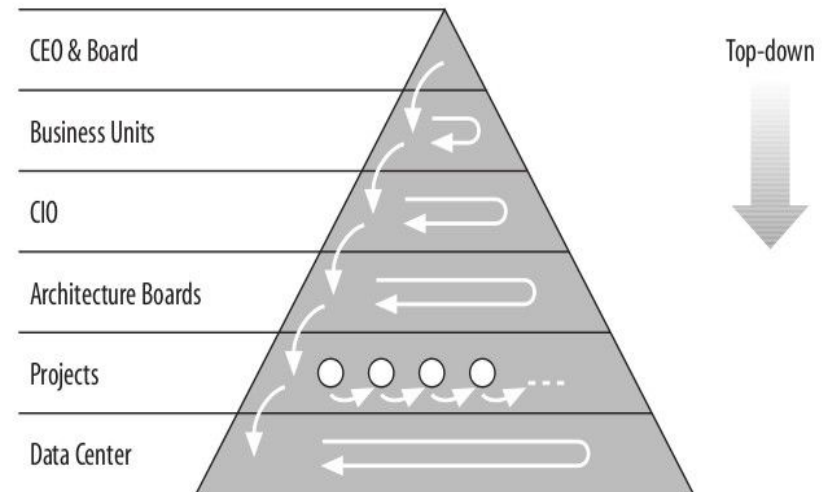 CEO & Board
Top-down
Business Units
CIO
Architecture Boards
Projects
Data Center